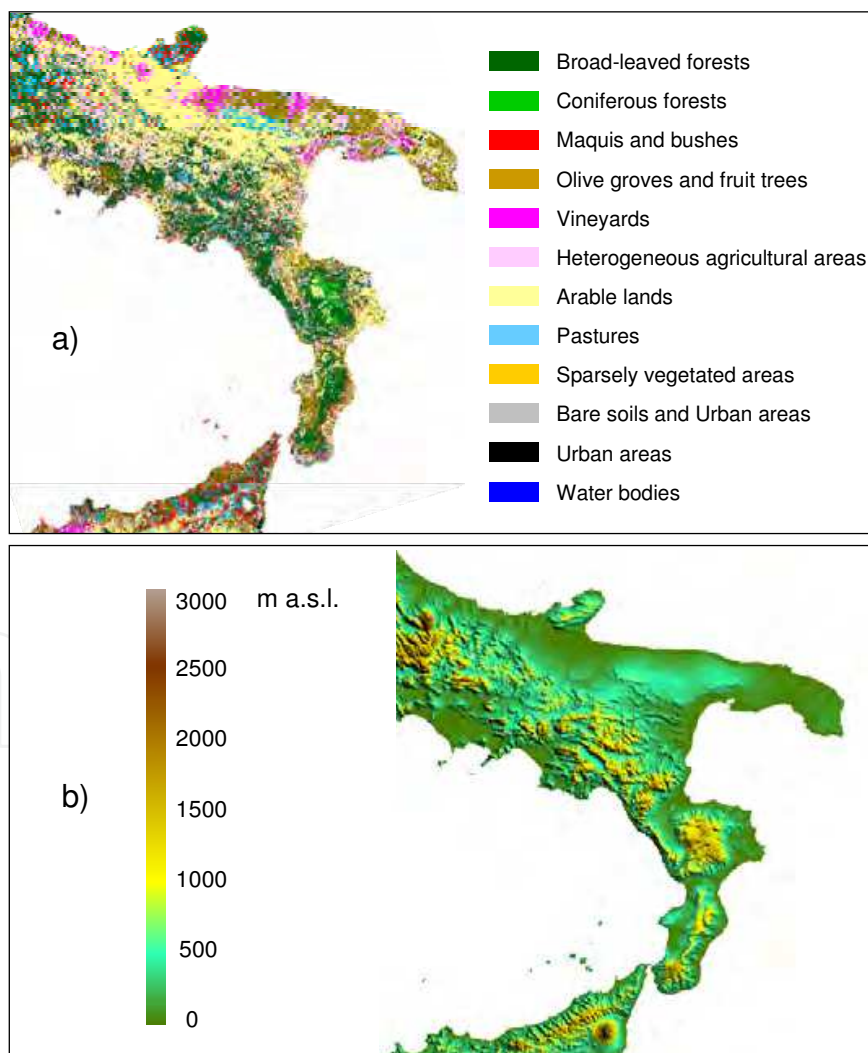 Broad-leaved forests
Coniferous forests
Maquis and bushes
Olive groves and fruit trees
Vineyards
Heterogeneous agricultural areas
Arable lands
Pastures
Sparsely vegetated areas
Bare soils and Urban areas
Urban areas
Water bodies
a)
3000 m a.s.l.
2500
2000
1500
1000
500
0
b)